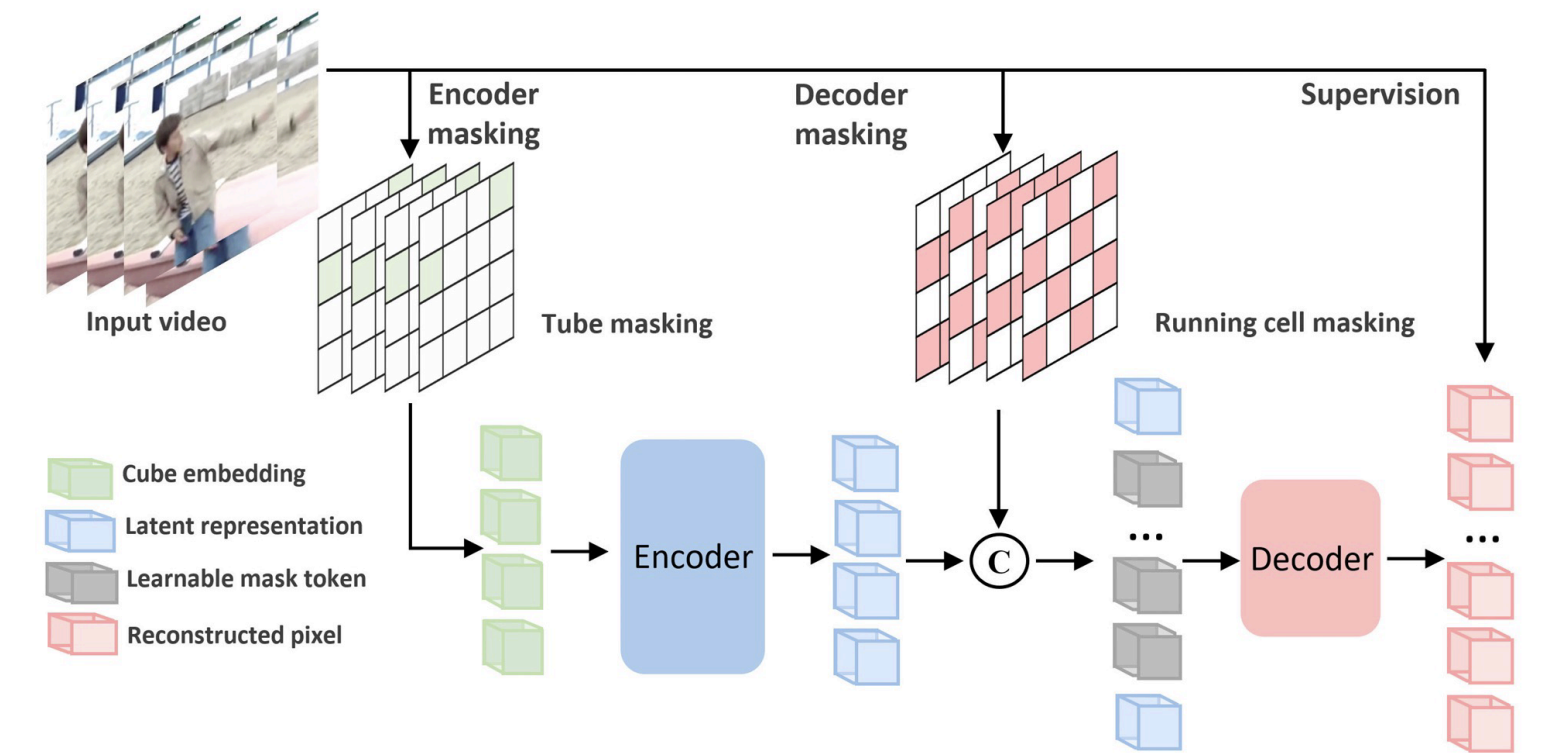 Encoder
masking
Decoder
masking
Supervision
Input video
Tube masking
Running cell masking
Cube embedding
Latent representation
Learnable mask token
Reconstructed pixel
Encoder
C
...
Decoder
...